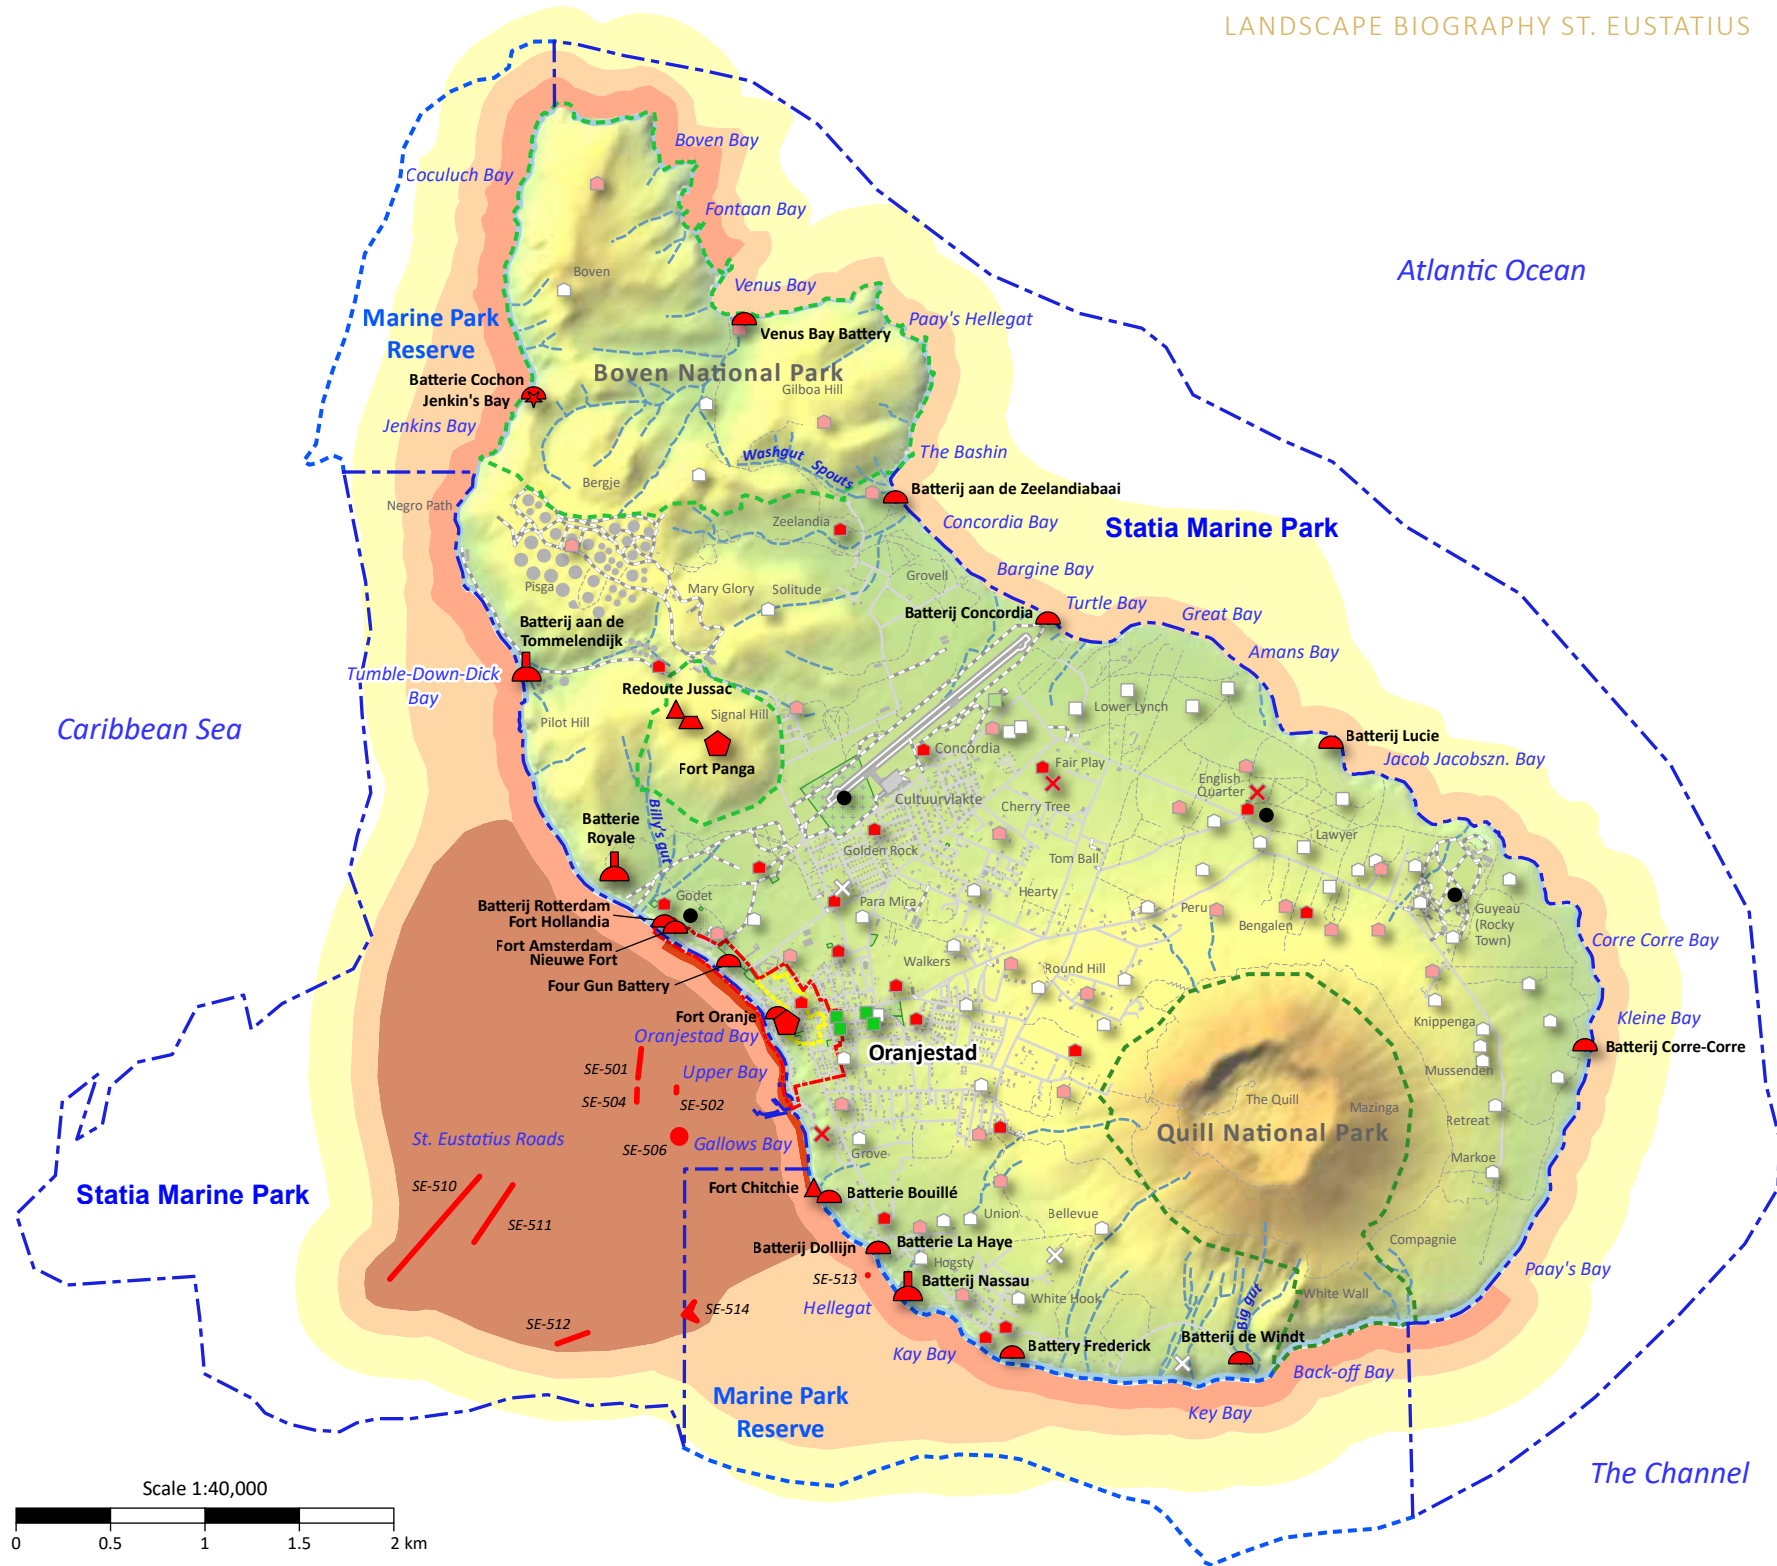 LANDSCAPE BIOGRAPHY ST. EUSTATIUS
Boven Bay
Coculuch Bay
Fontaan Bay
Boven
Venus Bay
Atlantic Ocean
Marine Park
Reserve
Paay's Hellegat
Venus Bay Battery
Boven National Park
Batterie Cochon
Jenkin's Bay
Gilboa Hill
Jenkins Bay
The Bashin
Washgut Spouts
Bergje
Batterij aan de Zeelandiabaai
Negro Path
Zeelandia
Concordia Bay
Statia Marine Park
Bargine Bay
Grovell
Pisga
Mary Glory
Solitude
Turtle Bay
Great Bay
Batterij Concordia
Batterij aan de
Tommelendijk
Amans Bay
Tumble-Down-Dick
Bay
Redoute Jussac
Signal Hill
Lower Lynch
Caribbean Sea
Pilot Hill
Batterij Lucie
Concordia
Jacob Jacobszn. Bay
Fort Panga
Fair Play
English
Quarter
Cultuurvlakte
Cherry Tree
Batterie
Royale
Billy's gut
Lawyer
Golden Rock
Tom Ball
Godet
Hearty
Para Mira
Batterij Rotterdam
Fort Hollandia
Peru
Bengalen
Guyeau
(Rocky
Town)
Fort Amsterdam
Nieuwe Fort
Corre Corre Bay
Walkers
Round Hill
Four Gun Battery
Fort Oranje
Oranjestad Bay
Knippenga
Kleine Bay
Batterij Corre-Corre
Oranjestad
SE-501
Upper Bay
Mussenden
SE-504
SE-502
The Quill
Mazinga
Retreat
Quill National Park
St. Eustatius Roads
Gallows Bay
SE-506
Grove
Markoe
SE-510
Statia Marine Park
Fort Chitchie
Batterie Bouillé
SE-511
Union
Bellevue
Compagnie
Batterij Dollijn
Batterie La Haye
Hogsty
Paay's Bay
SE-513
Batterij Nassau
Big gut
White Wall
White Hook
Hellegat
SE-514
SE-512
Batterij de Windt
Battery Frederick
Kay Bay
Back-off Bay
Marine Park
Reserve
Key Bay
The Channel
Scale 1:40,000
0 0.5 1 1.5 2 km